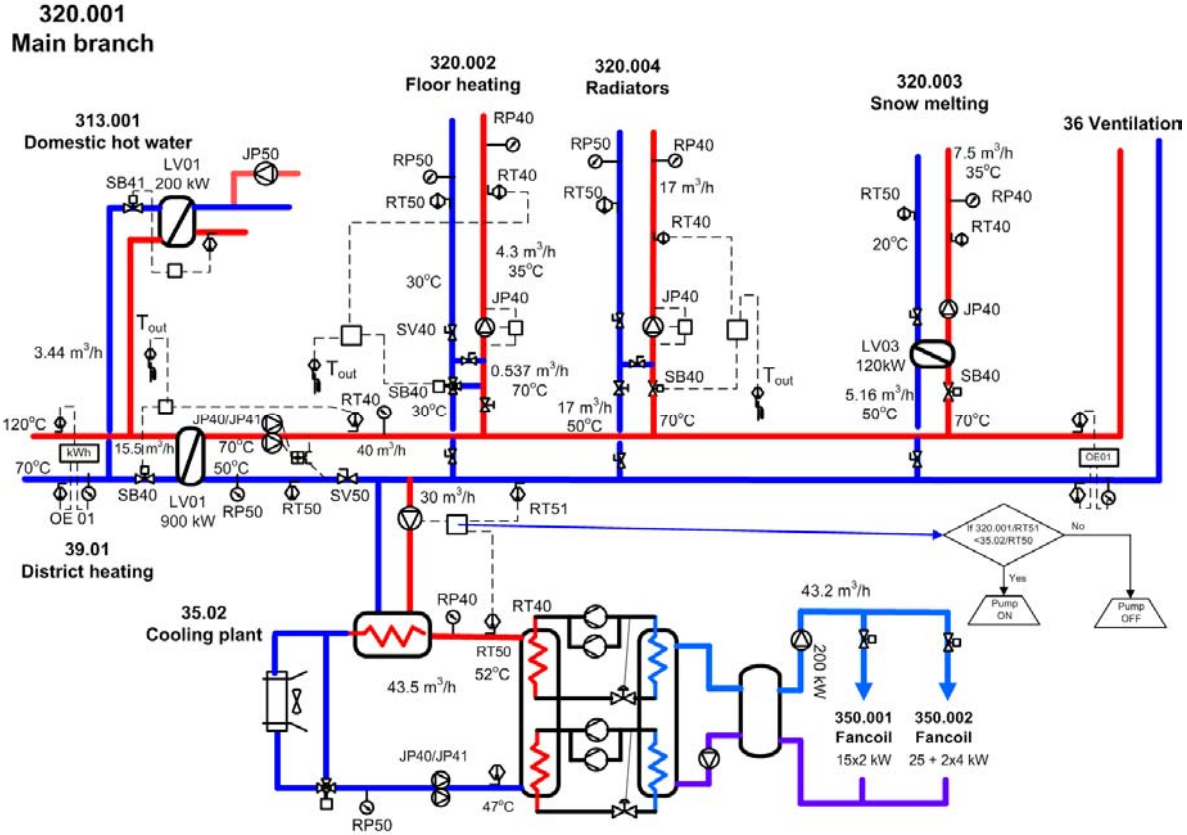 320.001
Main branch
320.002
Floor heating
320.004
Radiators
320.003
Snow melting
36 Ventilation
313.001
Domestic hot water
LV01
200 kW
JP50
SB41
RP40
RP50
RT40
RT50
4.3 m³/h
35°C
30°C
JP40
SV40
0.537 m³/h
70°C
SB40
30°C
RP50
RP40
RT50
17 m³/h
RT40
JP40
SB40
17 m³/h
50°C
70°C
Tout
7.5 m³/h
35°C
RT50
RP40
RT40
20°C
JP40
LV03
120kW
SB40
5.16 m³/h
50°C
70°C
3.44 m³/h
Tout
Tout
RT40
120°C
kWh
15.5 m³/h
JP40/JP41
70°C
50°C
40 m³/h
70°C
OE 01
SB40
LV01
900 kW
RP50
RT50
SV50
30 m³/h
RT51
OE01
If 320.001/RT51
<35.02/RT50
No
Yes
Pump
ON
Pump
OFF
39.01
District heating
35.02
Cooling plant
RP40
RT40
RT50
52°C
43.5 m³/h
JP40/JP41
47°C
RP50
43.2 m³/h
200 kW
350.001
Fancoil
15x2 kW
350.002
Fancoil
25 + 2x4 kW